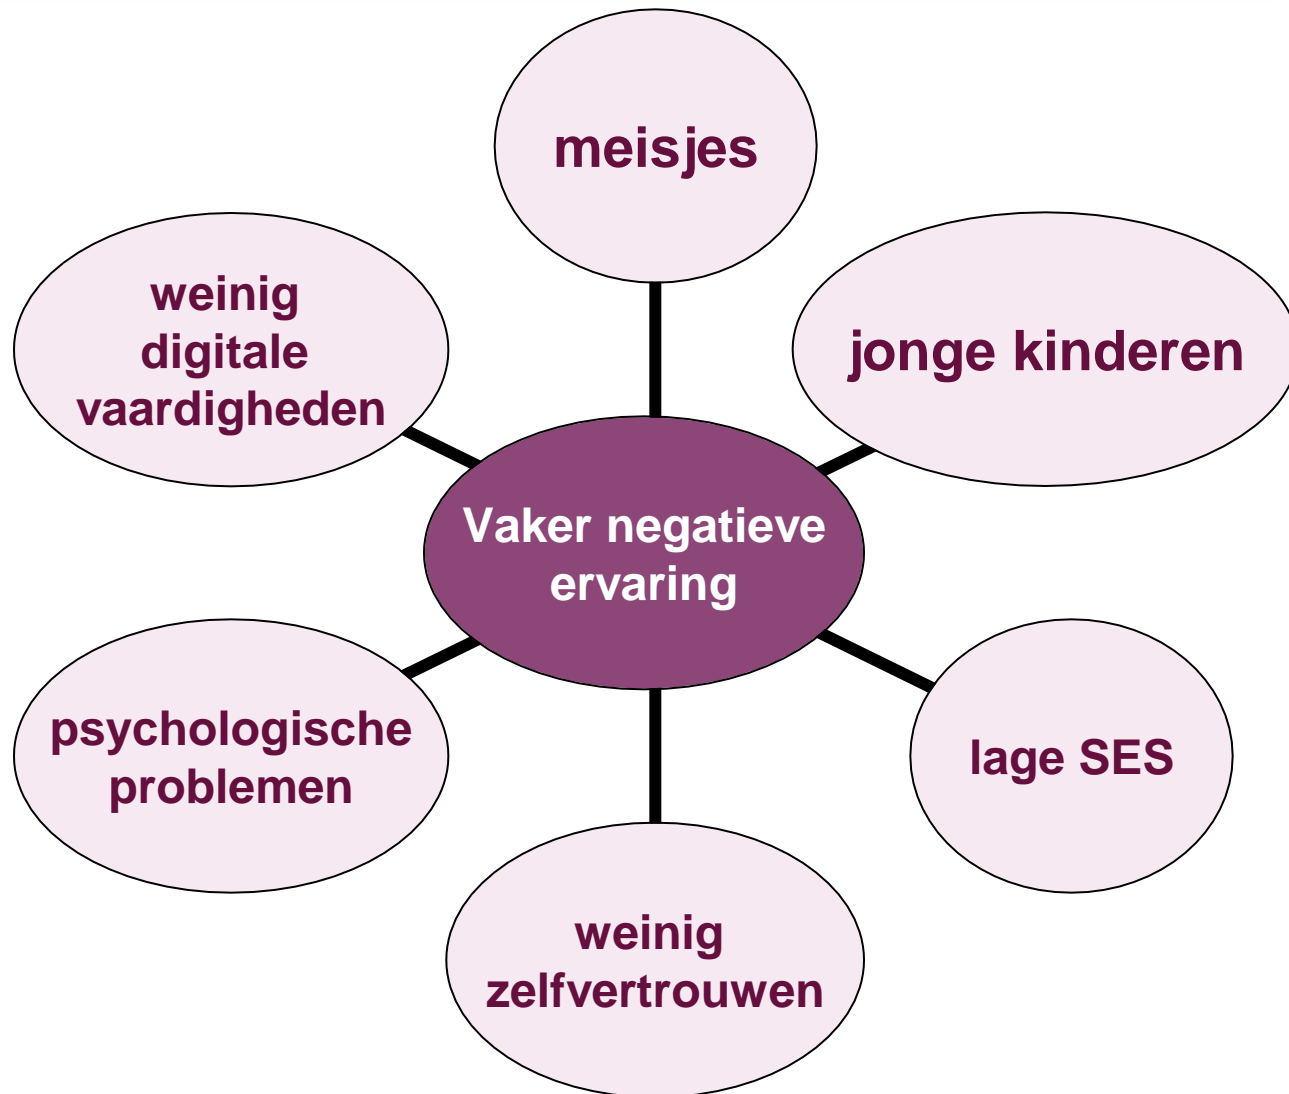 meisjes
weinig
digitale
vaardigheden
jonge kinderen
Vaker negatieve
ervaring
psychologische
problemen
lage SES
weinig
zelfvertrouwen